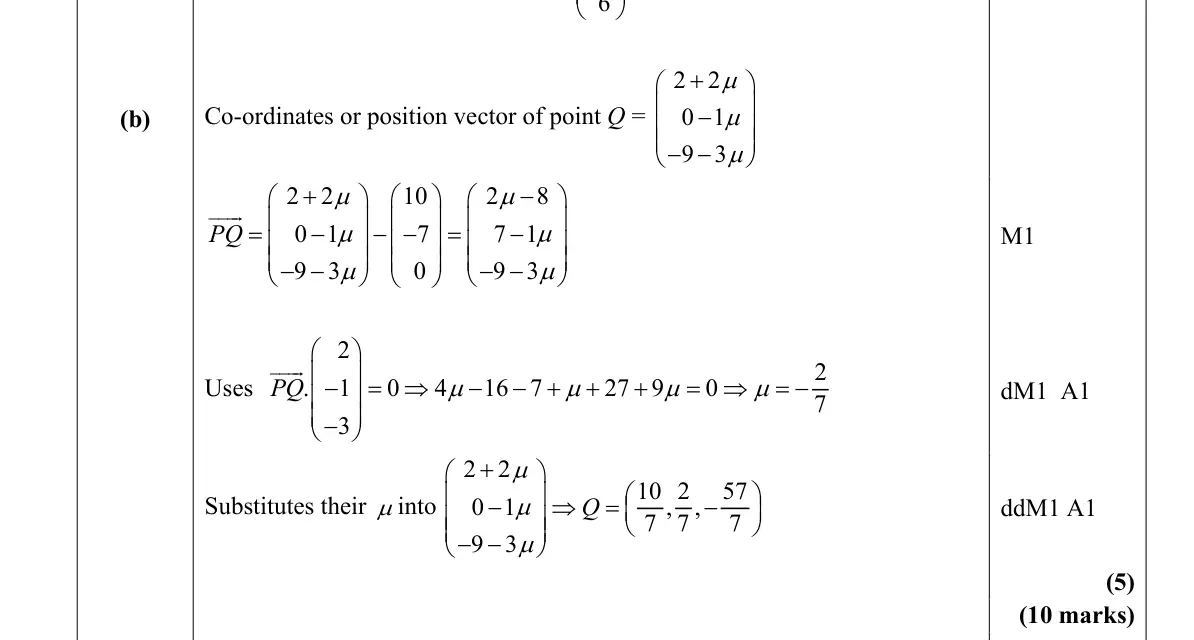 ( 6 )
(b) Co-ordinates or position vector of point Q = (2 + 2μ, 0 − 1μ, −9 − 3μ)
PQ = (2 + 2μ, 0 − 1μ, −9 − 3μ) − (10, −7, 0) = (2μ − 8, 7 − 1μ, −9 − 3μ) M1
Uses PQ. (2, −1, −3) = 0 ⇒ 4μ − 16 − 7 + μ + 27 + 9μ = 0 ⇒ μ = − 2/7 dM1 A1
Substitutes their μ into (2 + 2μ, 0 − 1μ, −9 − 3μ) ⇒ Q = (10/7, 2/7, − 57/7) ddM1 A1
(5)
(10 marks)